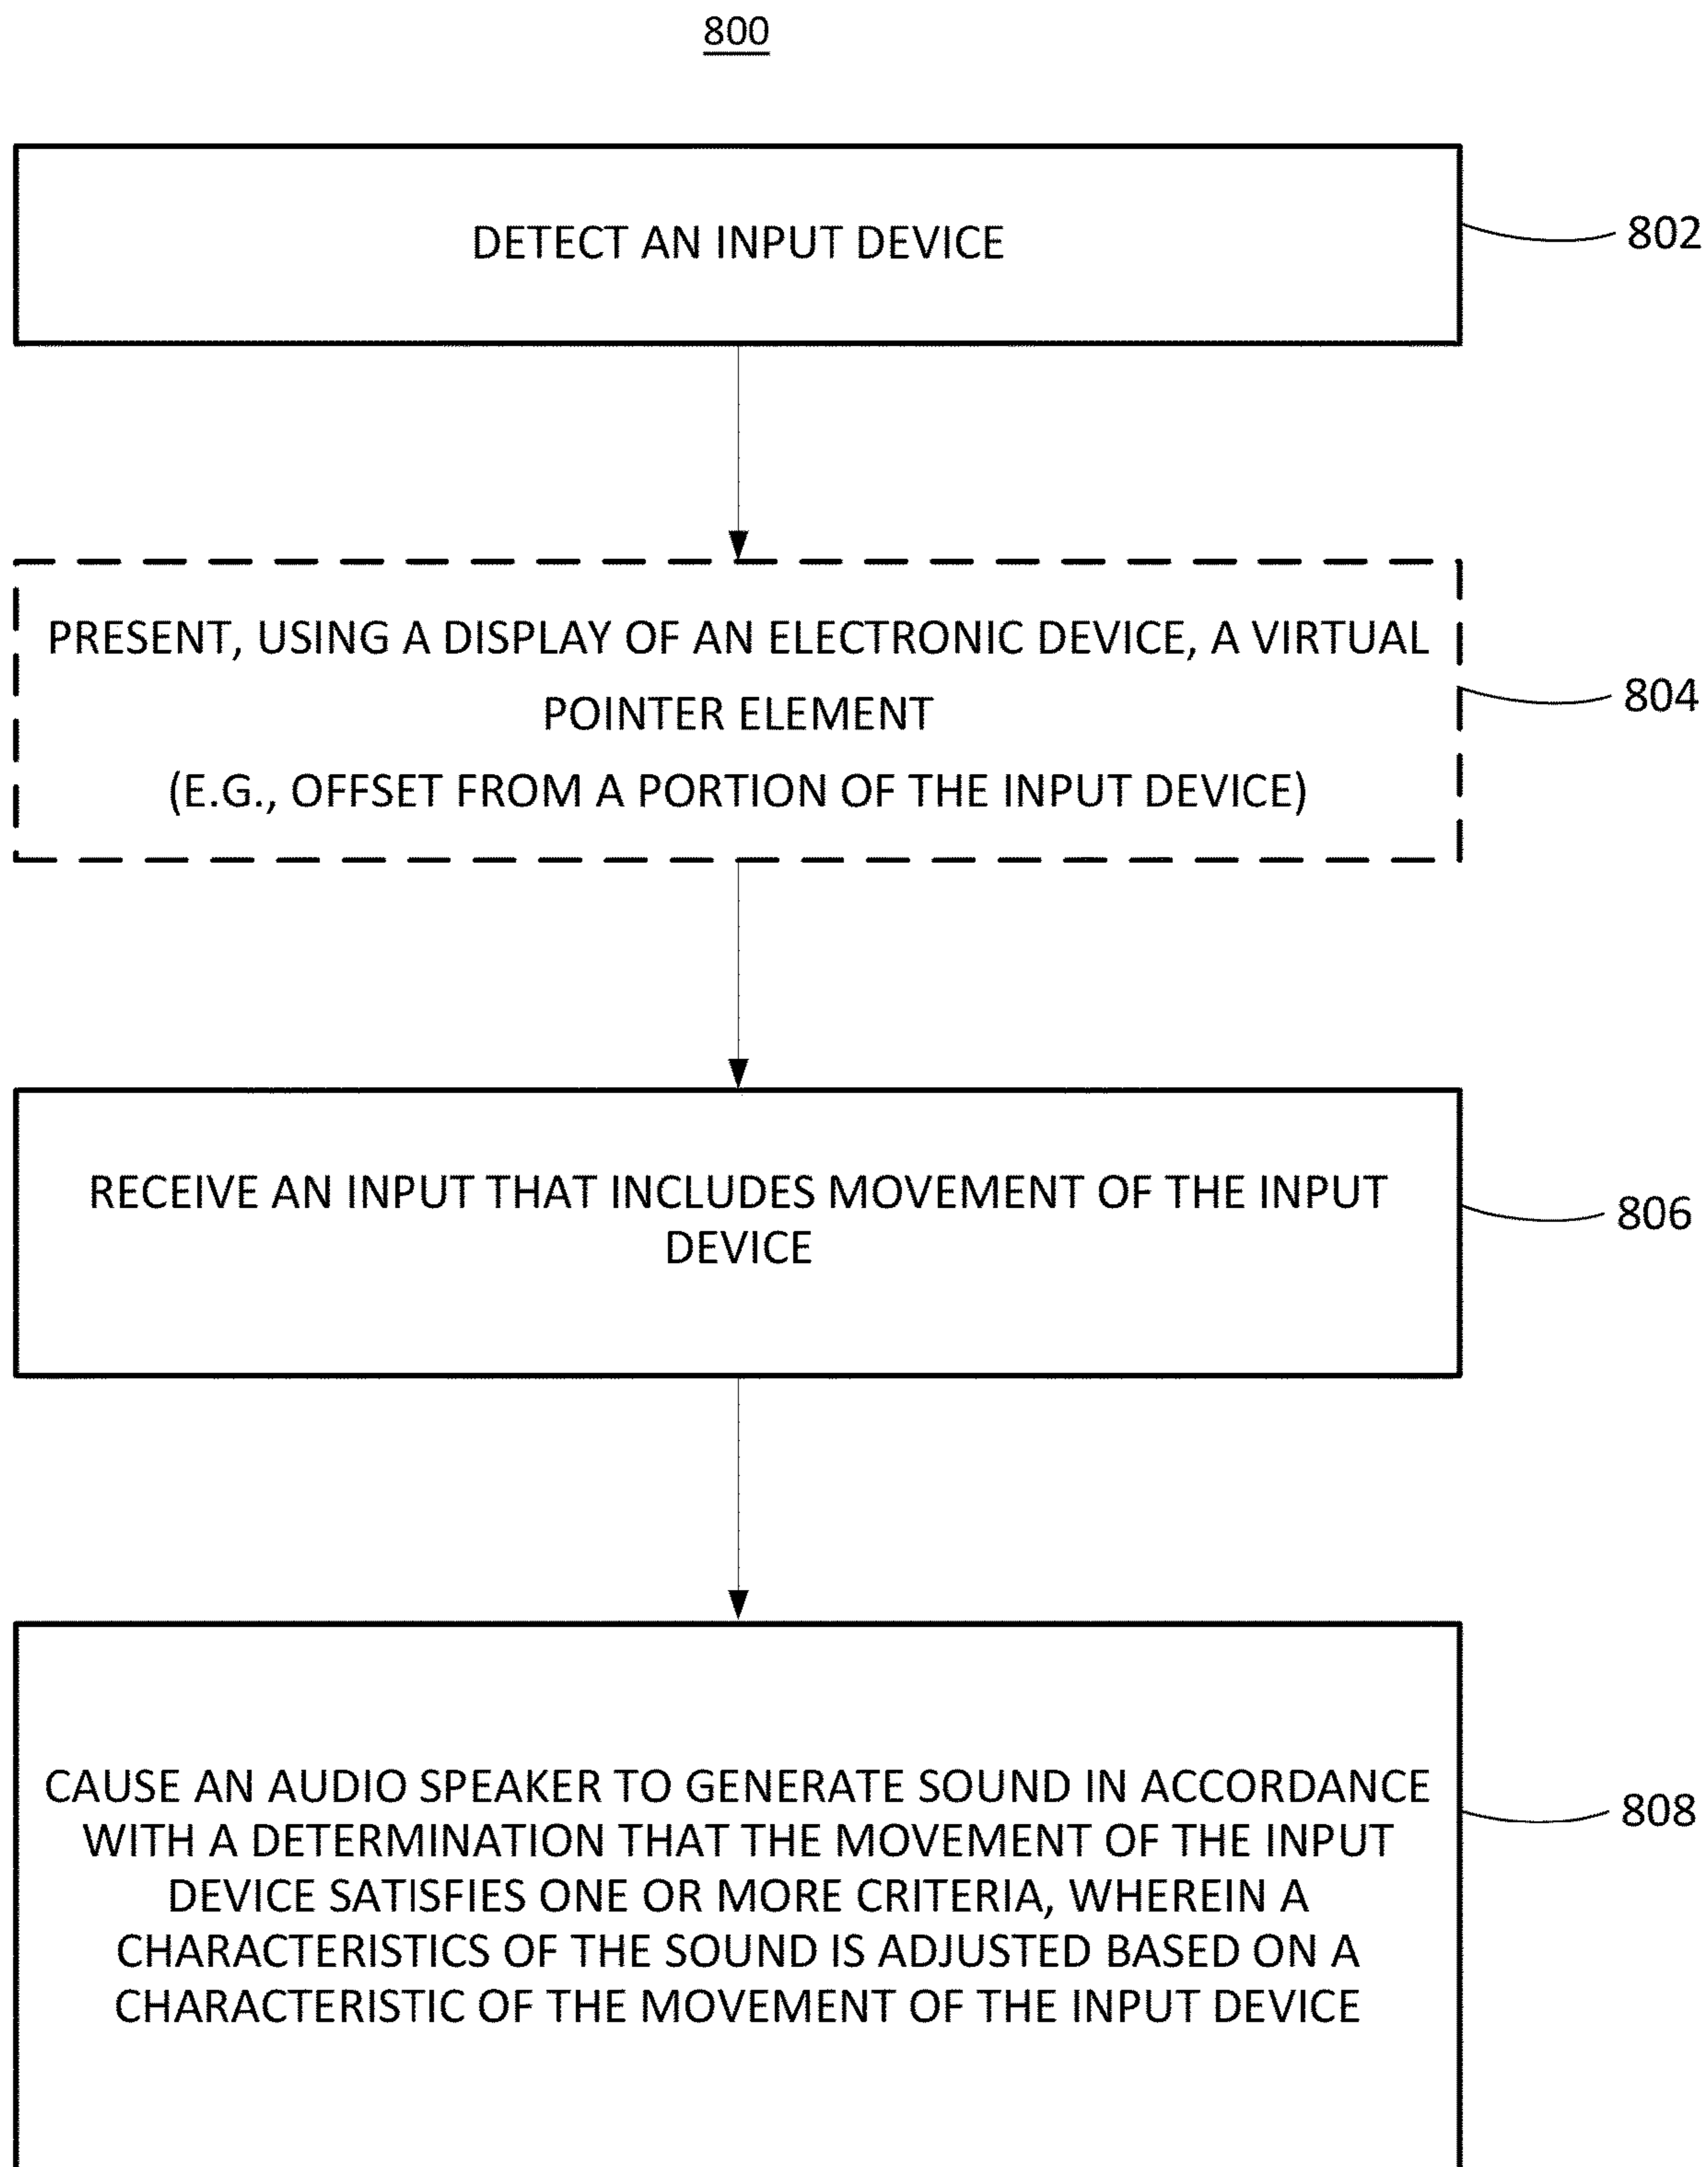 800
DETECT AN INPUT DEVICE
802
PRESENT, USING A DISPLAY OF AN ELECTRONIC DEVICE, A VIRTUAL
POINTER ELEMENT
(E.G., OFFSET FROM A PORTION OF THE INPUT DEVICE)
804
RECEIVE AN INPUT THAT INCLUDES MOVEMENT OF THE INPUT
DEVICE
806
CAUSE AN AUDIO SPEAKER TO GENERATE SOUND IN ACCORDANCE
WITH A DETERMINATION THAT THE MOVEMENT OF THE INPUT
DEVICE SATISFIES ONE OR MORE CRITERIA, WHEREIN A
CHARACTERISTICS OF THE SOUND IS ADJUSTED BASED ON A
CHARACTERISTIC OF THE MOVEMENT OF THE INPUT DEVICE
808